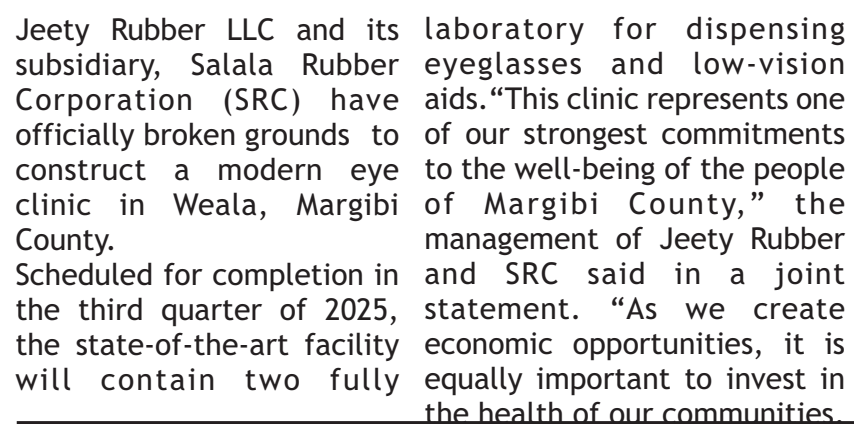 Jeety Rubber LLC and its
subsidiary, Salala Rubber
Corporation (SRC) have
officially broken grounds to
construct a modern eye
clinic in Weala, Margibi
County.
Scheduled for completion in
the third quarter of 2025,
the state-of-the-art facility
will contain two fully
laboratory for dispensing
eyeglasses and low-vision
aids.“This clinic represents one
of our strongest commitments
to the well-being of the people
of Margibi County,” the
management of Jeety Rubber
and SRC said in a joint
statement. “As we create
economic opportunities, it is
equally important to invest in
the health of our communities.